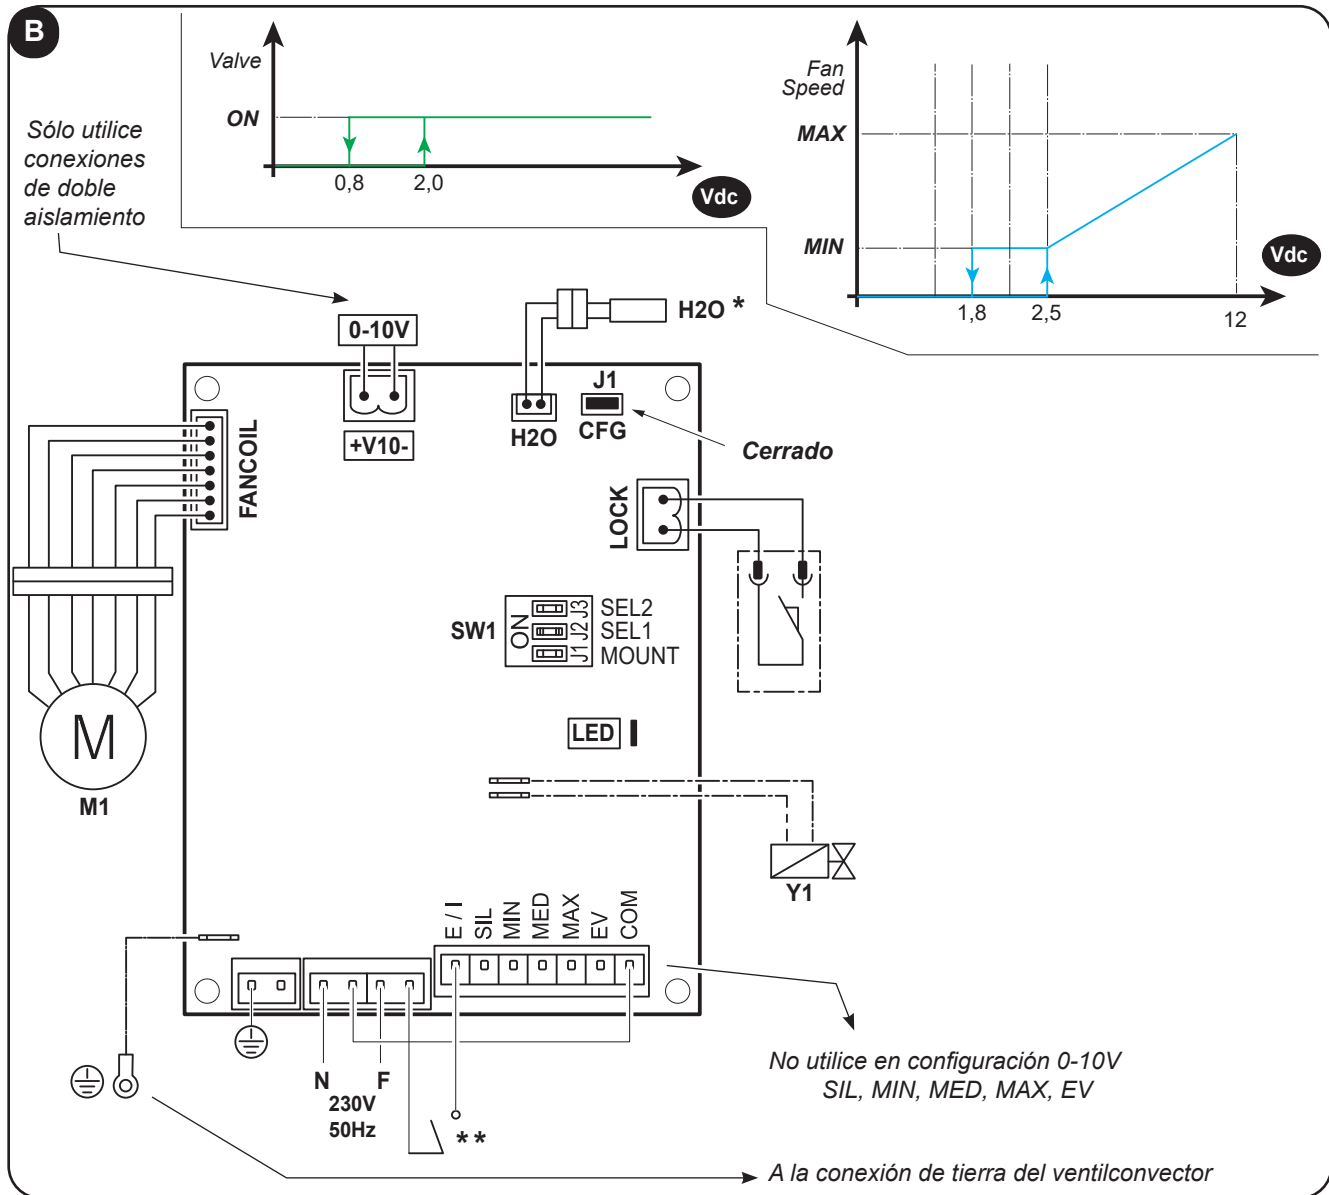 B
Valve
ON
0,8
2,0
Vdc
Fan
Speed
MAX
MIN
Vdc
1,8
2,5
12
Sólo utilice
conexiones
de doble
aislamiento
0-10V
H2O *
J1
+V10-
H2O
CFG
Cerrado
FANCOIL
LOCK
SW1
ON
J3
SEL2
J2
SEL1
J1
MOUNT
M
M1
LED
Y1
E / I
SIL
MIN
MED
MAX
EV
COM
N
F
230V
50Hz
**
No utilice en configuración 0-10V
SIL, MIN, MED, MAX, EV
A la conexión de tierra del ventilconvector